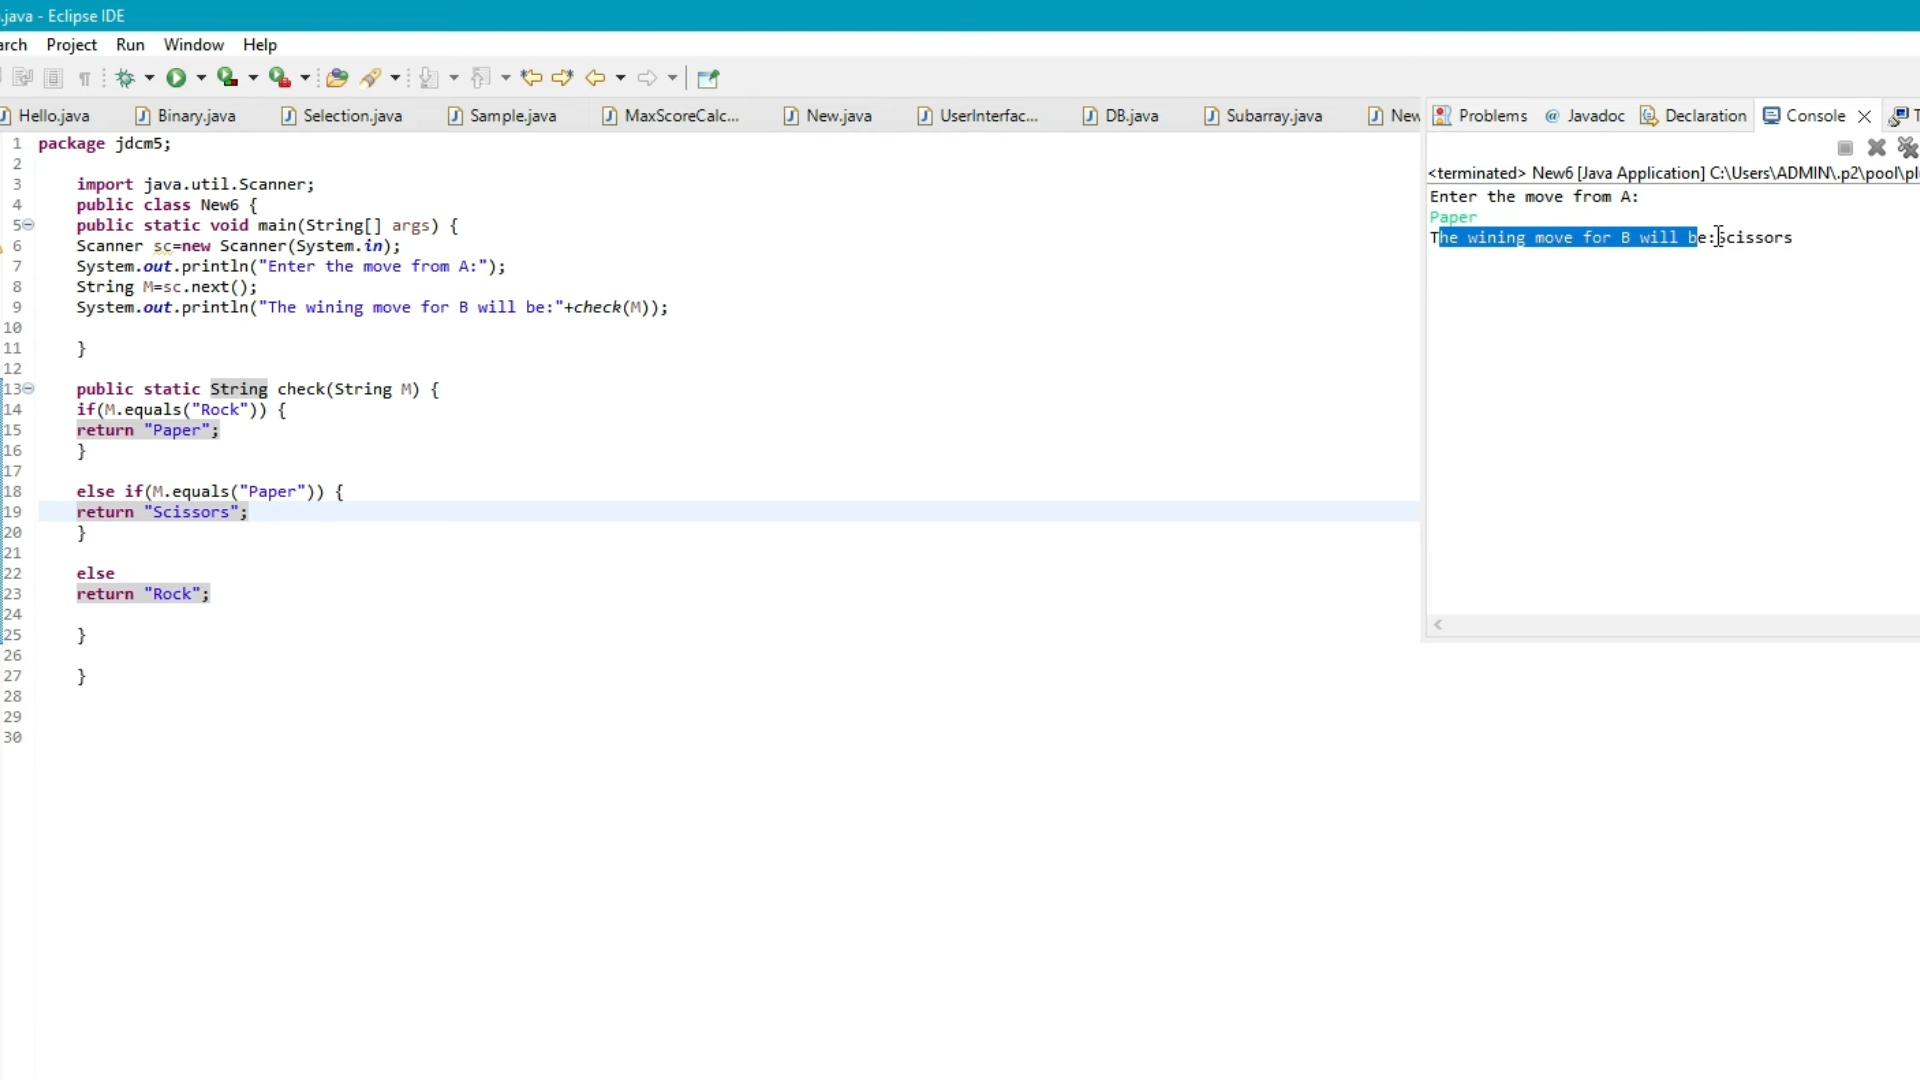 .java - Eclipse IDE
arch Project Run Window Help
Hello.java Binary.java Selection.java Sample.java MaxScoreCalc... New.java UserInterfac... DB.java Subarray.java New
Problems @ Javadoc Declaration Console
<terminated> New6 [Java Application] C:\Users\ADMIN\.p2\pool\pl
Enter the move from A:
Paper
The wining move for B will be:Scissors
1 package jdcm5;
2
3 import java.util.Scanner;
4 public class New6 {
5 public static void main(String[] args) {
6 Scanner sc=new Scanner(System.in);
7 System.out.println("Enter the move from A:");
8 String M=sc.next();
9 System.out.println("The wining move for B will be:"+check(M));
10
11 }
12
13 public static String check(String M) {
14 if(M.equals("Rock")) {
15 return "Paper";
16 }
17
18 else if(M.equals("Paper")) {
19 return "Scissors";
20 }
21
22 else
23 return "Rock";
24
25 }
26
27 }
28
29
30